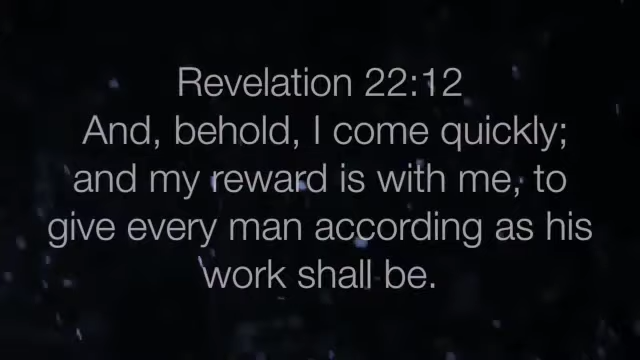 Revelation 22:12
And, behold, I come quickly;
and my reward is with me, to
give every man according as his
work shall be.